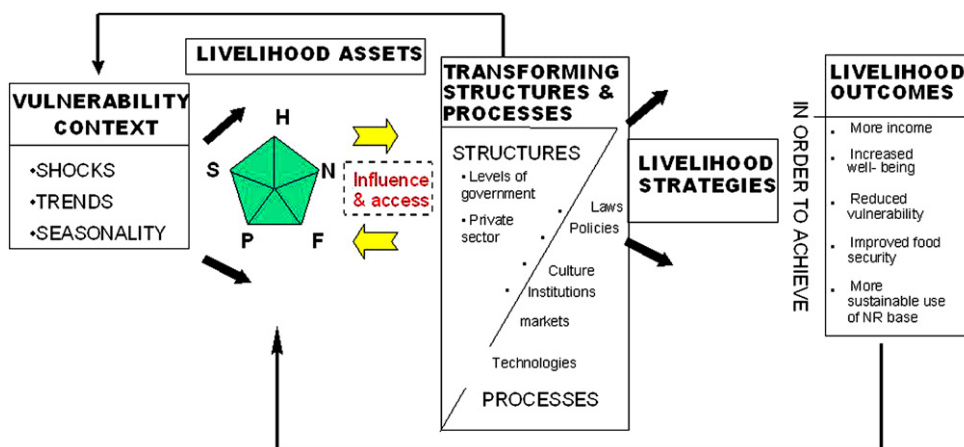 LIVELIHOOD ASSETS
VULNERABILITY
CONTEXT
•SHOCKS
•TRENDS
•SEASONALITY
H
S
N
P
F
Influence
& access
TRANSFORMING
STRUCTURES &
PROCESSES
STRUCTURES
• Levels of
government
• Private
sector
Laws
Policies
Culture
Institutions
markets
Technologies
PROCESSES
LIVELIHOOD
STRATEGIES
IN ORDER TO ACHIEVE
LIVELIHOOD
OUTCOMES
• More income
• Increased
well- being
• Reduced
vulnerability
• Improved food
security
• More
sustainable use
of NR base